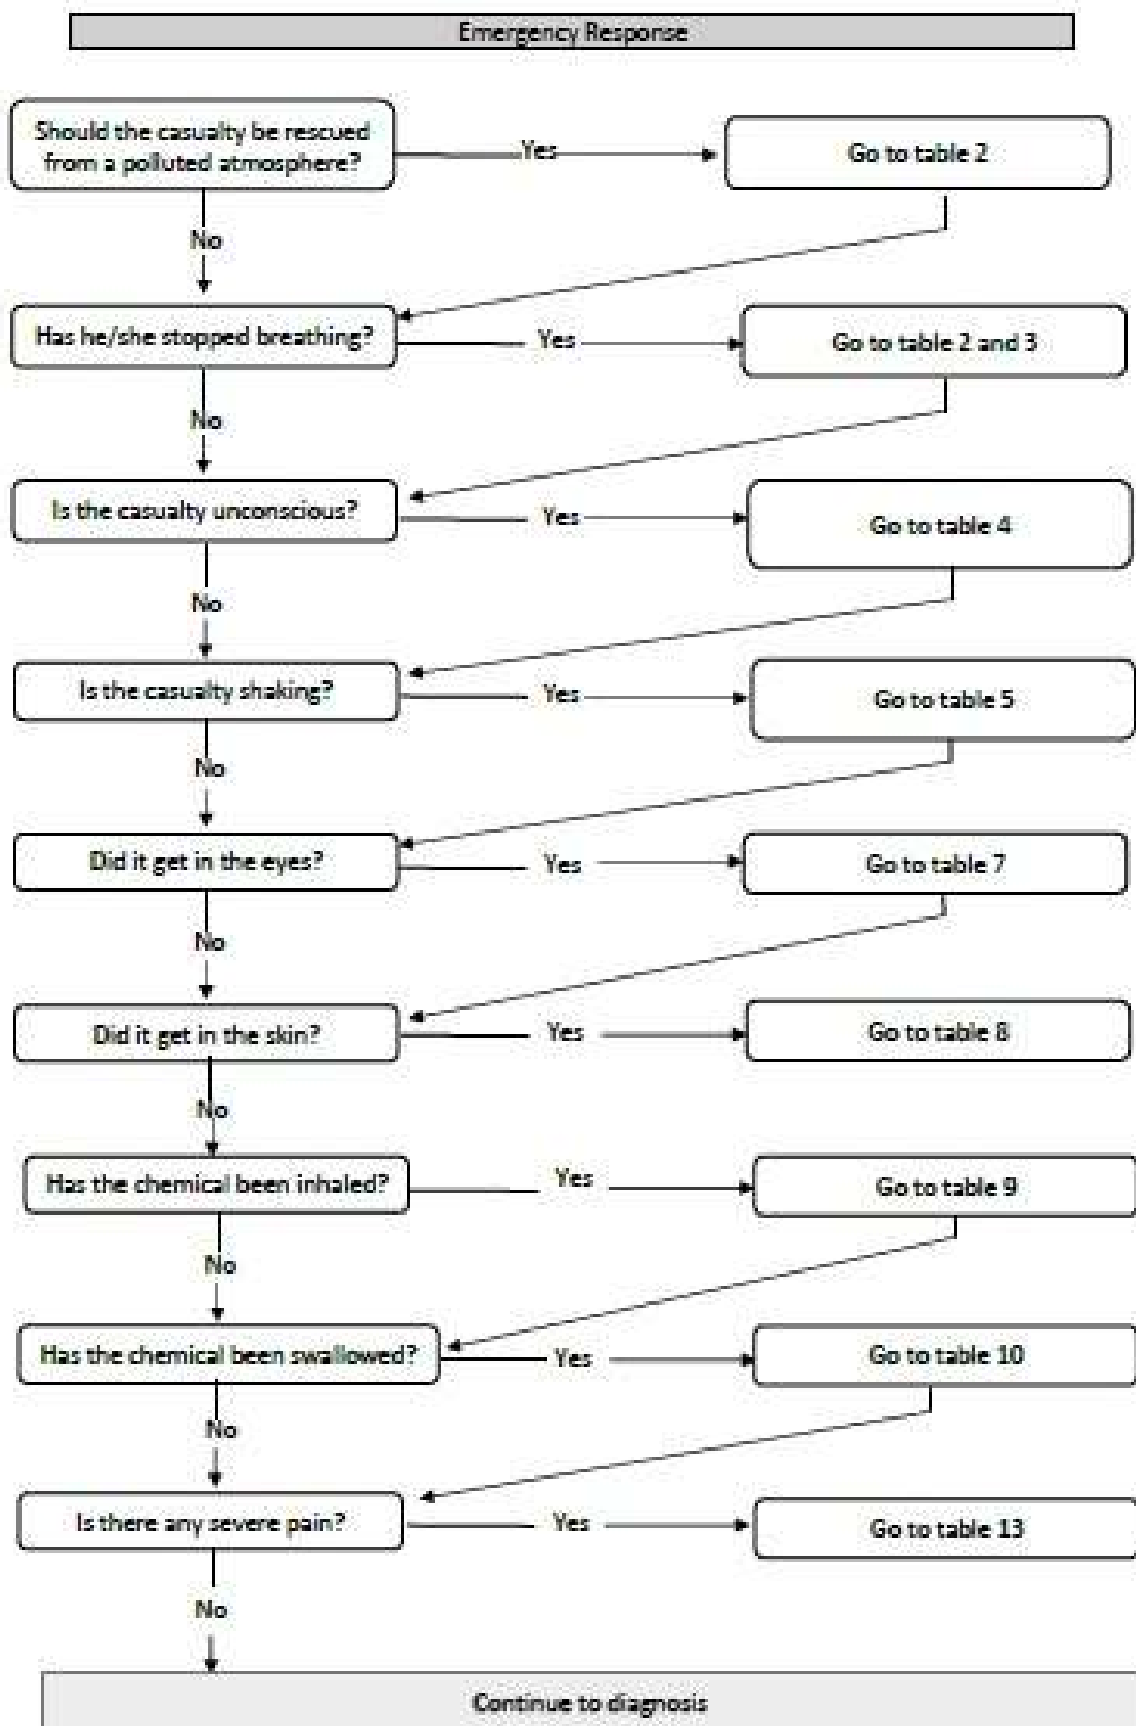 Emergency Response
Should the casualty be rescued
from a polluted atmosphere?
Yes
Go to table 2
No
Has he/she stopped breathing?
Yes
Go to table 2 and 3
No
Is the casualty unconscious?
Yes
Go to table 4
No
Is the casualty shaking?
Yes
Go to table 5
No
Did it get in the eyes?
Yes
Go to table 7
No
Did it get in the skin?
Yes
Go to table 8
No
Has the chemical been inhaled?
Yes
Go to table 9
No
Has the chemical been swallowed?
Yes
Go to table 10
No
Is there any severe pain?
Yes
Go to table 13
No
Continue to diagnosis